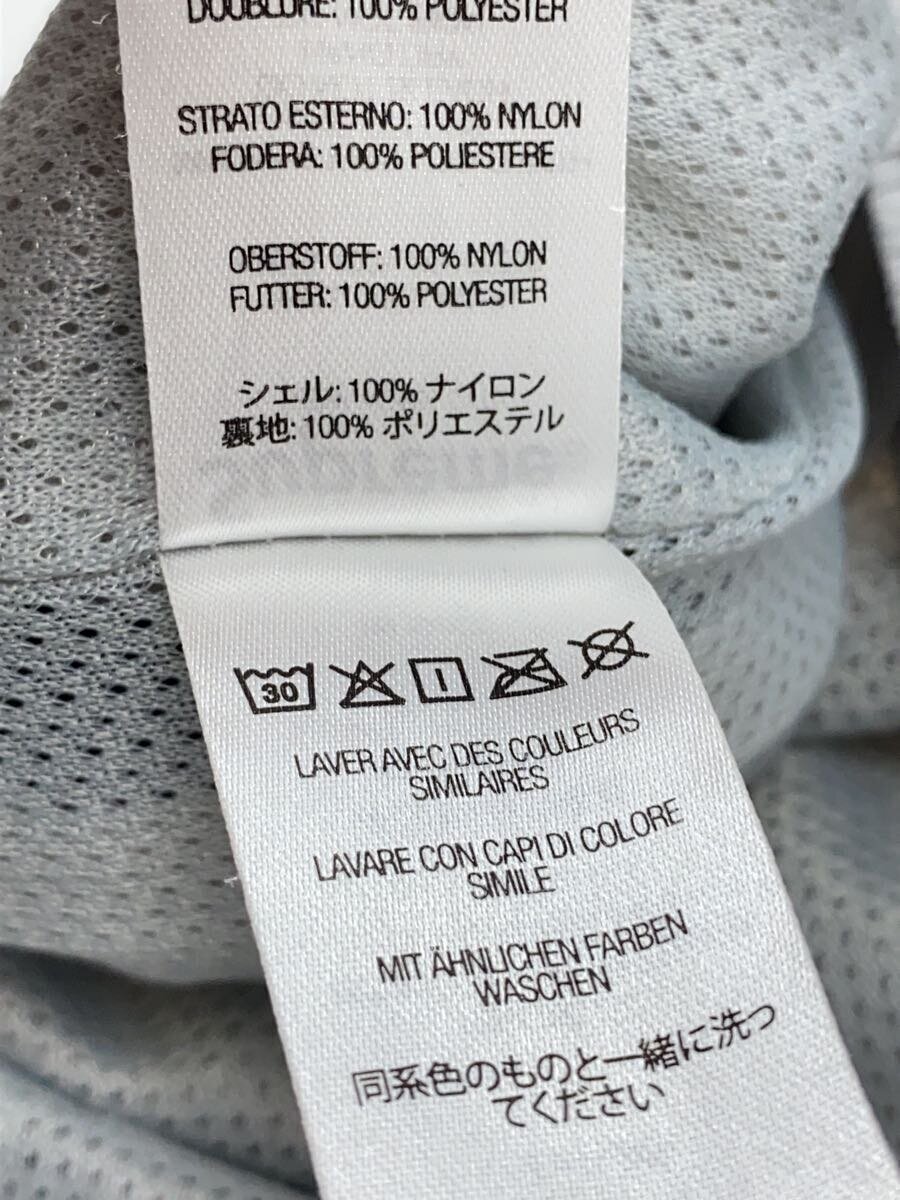 DOUBLURE: 100% POLYESTER
STRATO ESTERNO: 100% NYLON
FODERA: 100% POLIESTERE
OBERSTOFF: 100% NYLON
FUTTER: 100% POLYESTER
シェル: 100% ナイロン
裏地: 100% ポリエステル
30
LAVER AVEC DES COULEURS
SIMILAIRES
LAVARE CON CAPI DI COLORE
SIMILE
MIT ÄHNLICHEN FARBEN
WASCHEN
同系色のものと一緒に洗っ
てください